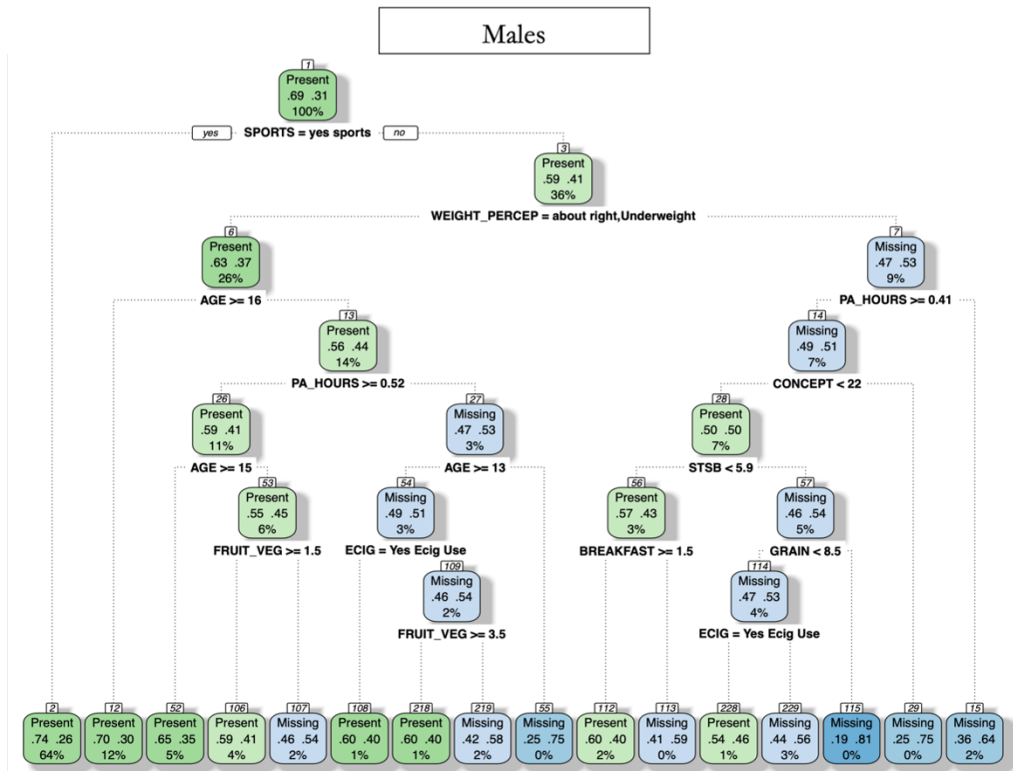 Males
1
Present
.69 .31
100%
yes SPORTS = yes sports no
3
Present
.59 .41
36%
WEIGHT_PERCEP = about right,Underweight
6 7
Present Missing
.63 .37 .47 .53
26% 9%
AGE >= 16 PA_HOURS >= 0.41
13 14
Present Missing
.56 .44 .49 .51
14% 7%
PA_HOURS >= 0.52 CONCEPT < 22
26 27 28
Present Missing Present
.59 .41 .47 .53 .50 .50
11% 3% 7%
AGE >= 15 AGE >= 13 STSB < 5.9
53 54 56 57
Present Missing Present Missing
.55 .45 .49 .51 .57 .43 .46 .54
6% 3% 3% 5%
FRUIT_VEG >= 1.5 ECIG = Yes Ecig Use BREAKFAST >= 1.5 GRAIN < 8.5
109 114
Missing Missing
.46 .54 .47 .53
2% 4%
FRUIT_VEG >= 3.5 ECIG = Yes Ecig Use
2 12 52 106 107 108 218 219 55 112 113 228 229 115 29 15
Present Present Present Present Missing Present Present Missing Missing Present Missing Present Missing Missing Missing Missing
.74 .26 .70 .30 .65 .35 .59 .41 .46 .54 .60 .40 .60 .40 .42 .58 .25 .75 .60 .40 .41 .59 .54 .46 .44 .56 .19 .81 .25 .75 .36 .64
64% 12% 5% 4% 2% 1% 1% 2% 0% 2% 0% 1% 3% 0% 0% 2%